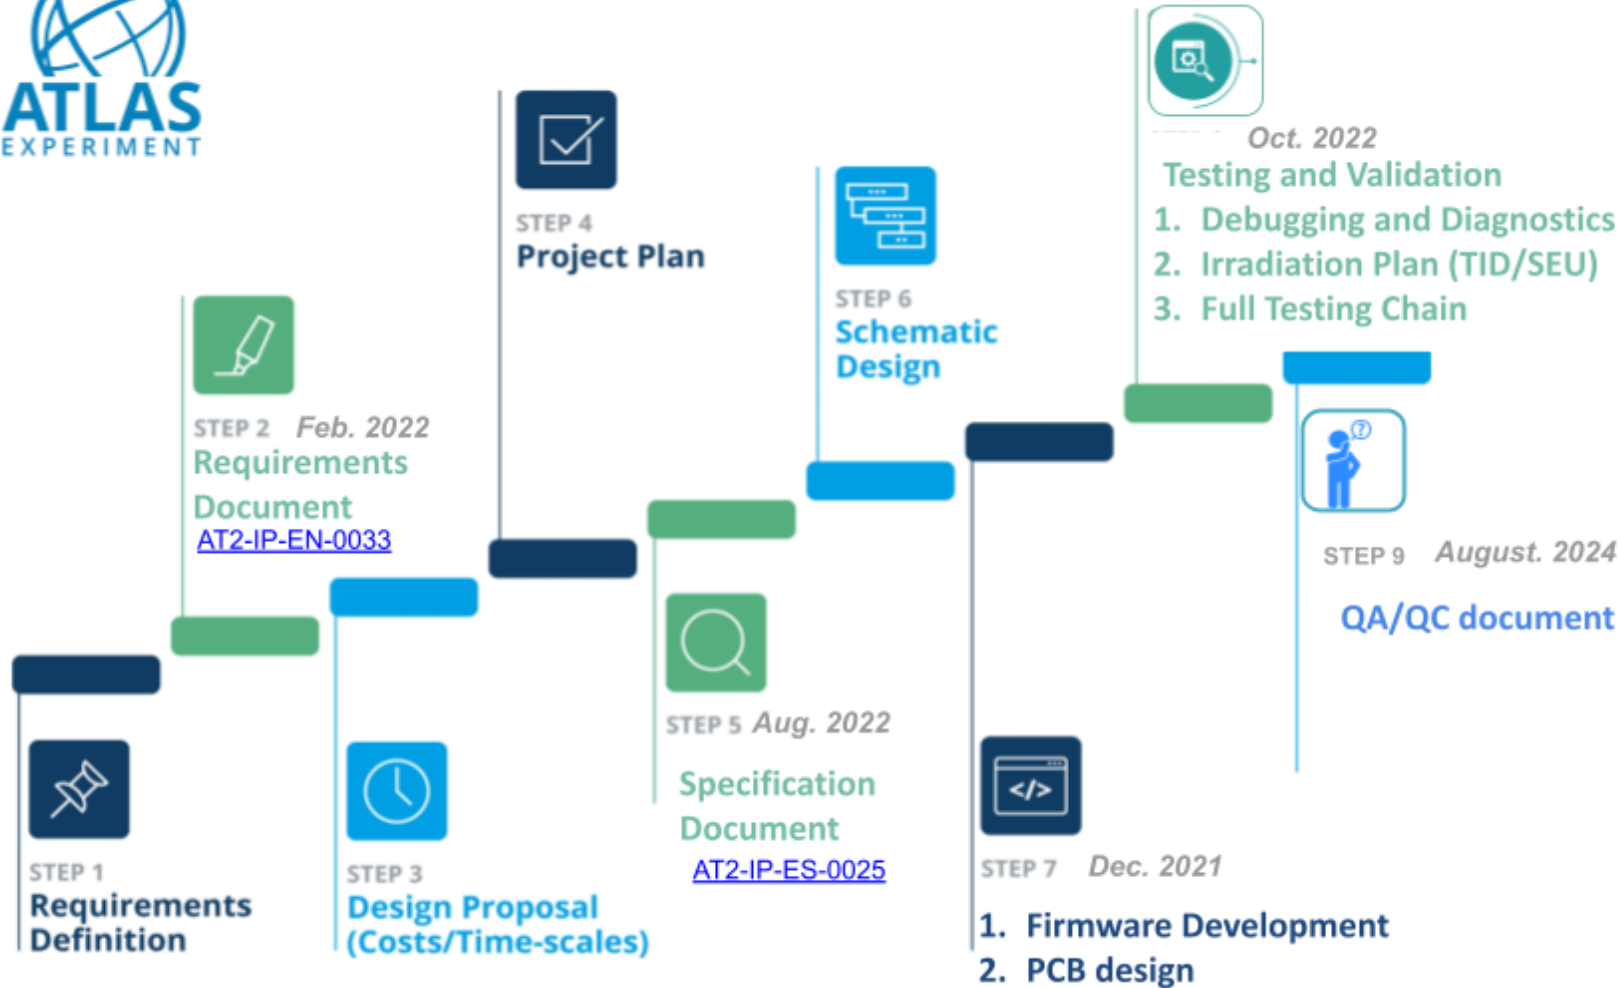 ATLAS
EXPERIMENT
STEP 1
Requirements
Definition
STEP 2 Feb. 2022
Requirements
Document
AT2-IP-EN-0033
STEP 3
Design Proposal
(Costs/Time-scales)
STEP 4
Project Plan
STEP 5 Aug. 2022
Specification
Document
AT2-IP-ES-0025
STEP 6
Schematic
Design
STEP 7 Dec. 2021
1. Firmware Development
2. PCB design
</>
Oct. 2022
Testing and Validation
1. Debugging and Diagnostics
2. Irradiation Plan (TID/SEU)
3. Full Testing Chain
?
STEP 9 August. 2024
QA/QC document